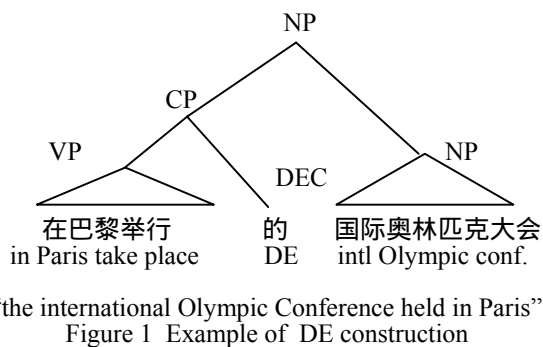 NP
CP
VP
NP
DEC
在巴黎举行 的 国际奥林匹克大会
in Paris take place DE intl Olympic conf.
“the international Olympic Conference held in Paris”
Figure 1 Example of DE construction